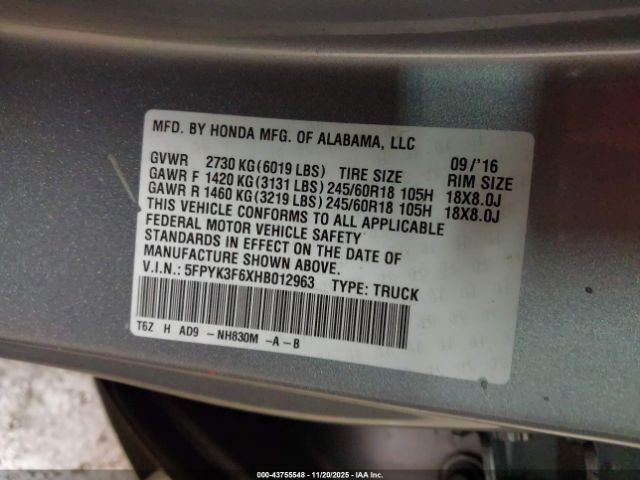 MFD. BY HONDA MFG. OF ALABAMA, LLC 09/'16
GVWR 2730 KG(6019 LBS) TIRE SIZE RIM SIZE
GAWR F 1420 KG(3131 LBS) 245/60R18 105H 18X8.0J
GAWR R 1460 KG(3219 LBS) 245/60R18 105H 18X8.0J
THIS VEHICLE CONFORMS TO ALL APPLICABLE
FEDERAL MOTOR VEHICLE SAFETY
STANDARDS IN EFFECT ON THE DATE OF
MANUFACTURE SHOWN ABOVE.
V.I.N.: 5FPYK3F6XHB012963 TYPE: TRUCK
T6Z H AD9 - NH830M -A - B
00-43755548 - 11/20/2025 - IAA Inc.